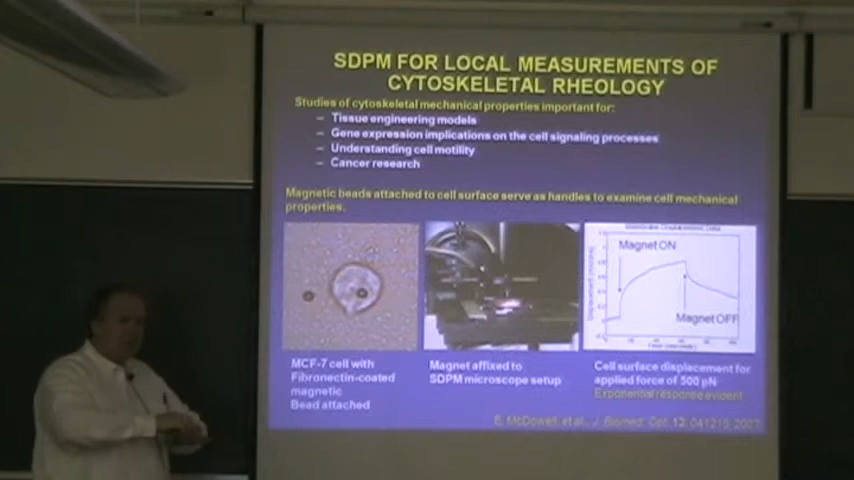 SDPM FOR LOCAL MEASUREMENTS OF
CYTOSKELETAL RHEOLOGY
Studies of cytoskeletal mechanical properties important for:
– Tissue engineering models
– Gene expression implications on the cell signaling processes
– Understanding cell motility
– Cancer research
Magnetic beads attached to cell surface serve as handles to examine cell mechanical
properties.
Magnet ON
Magnet OFF
MCF-7 cell with
Fibronectin-coated
magnetic
Bead attached
Magnet affixed to
SDPM microscope setup
Cell surface displacement for
applied force of 500 pN
Exponential response evident
E. McDowell, et al., J. Biomed. Opt. 12, 041215, 2007